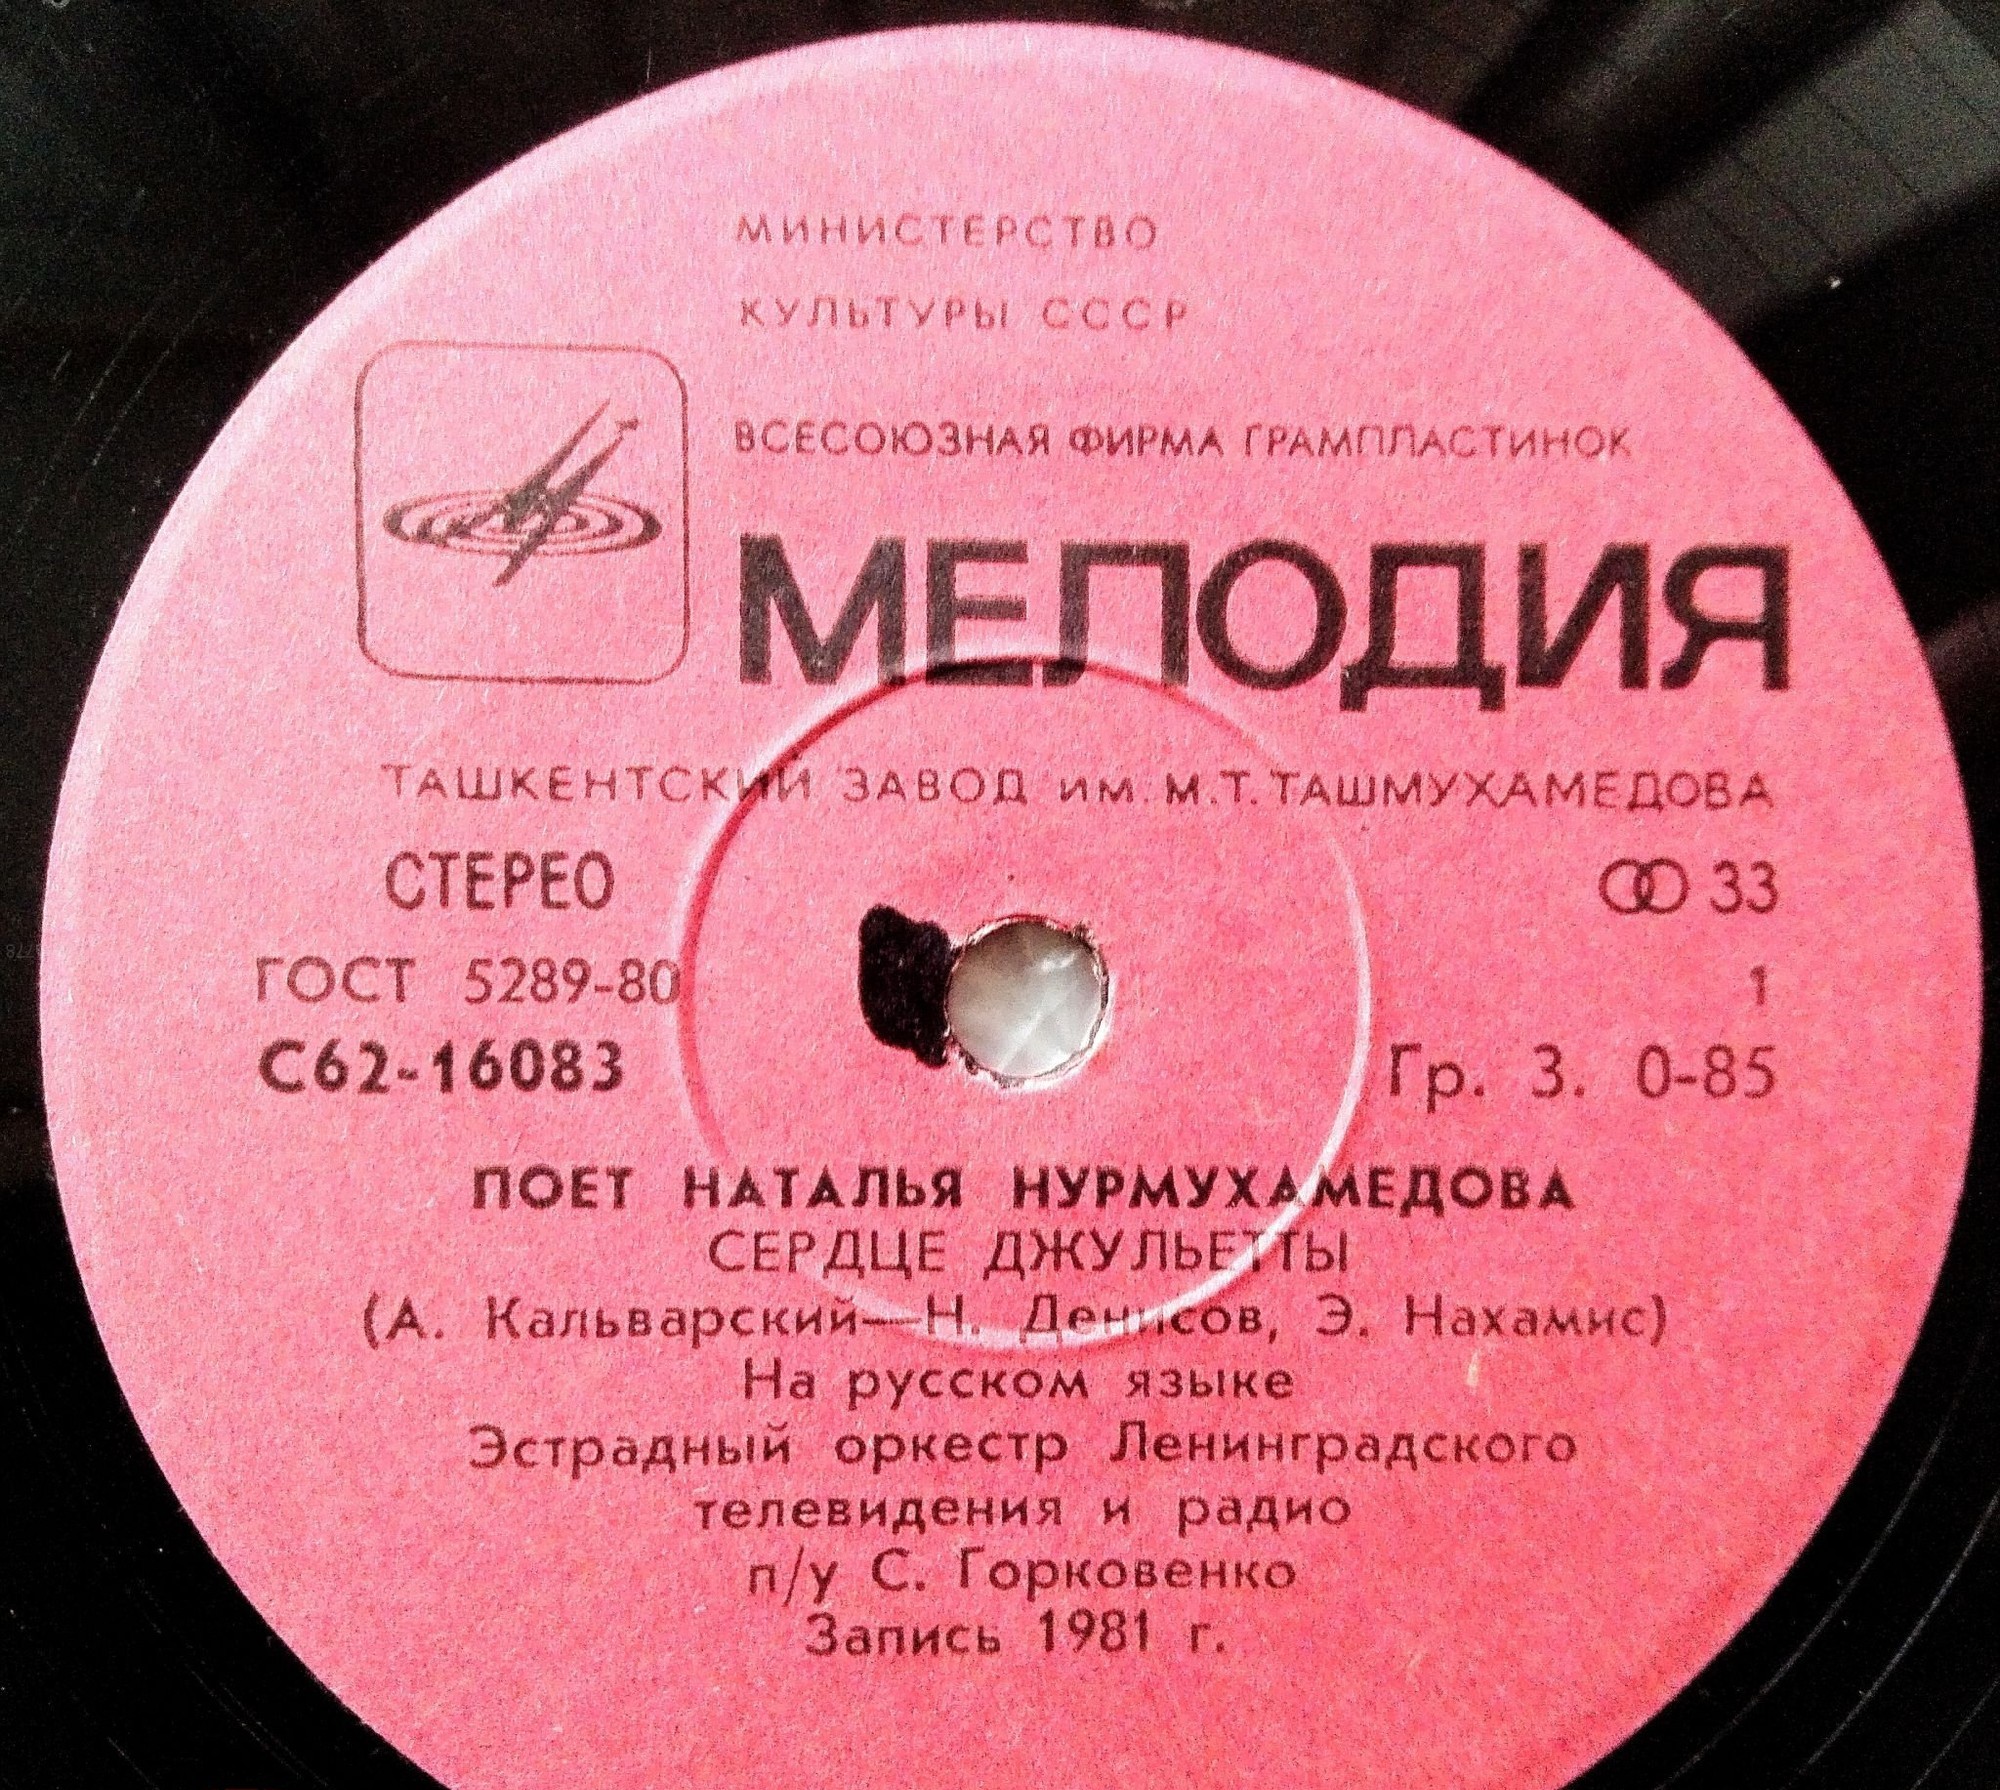 МИНИСТЕРСТВО
КУЛЬТУРЫ СССР
ВСЕСОЮЗНАЯ ФИРМА ГРАМПЛАСТИНОК
МЕЛОДИЯ
ТАШКЕНТСКИЙ ЗАВОД им. М.Т. ТАШМУХАМЕДОВА
СТЕРЕО 33
ГОСТ 5289-80 1
С62-16083 Гр. 3. 0-85
ПОЕТ НАТАЛЬЯ НУРМУХАМЕДОВА
СЕРДЦЕ ДЖУЛЬЕТТЫ
(А. Кальварский—Н. Денисов, Э. Нахамис)
На русском языке
Эстрадный оркестр Ленинградского
телевидения и радио
п/у С. Горковенко
Запись 1981 г.